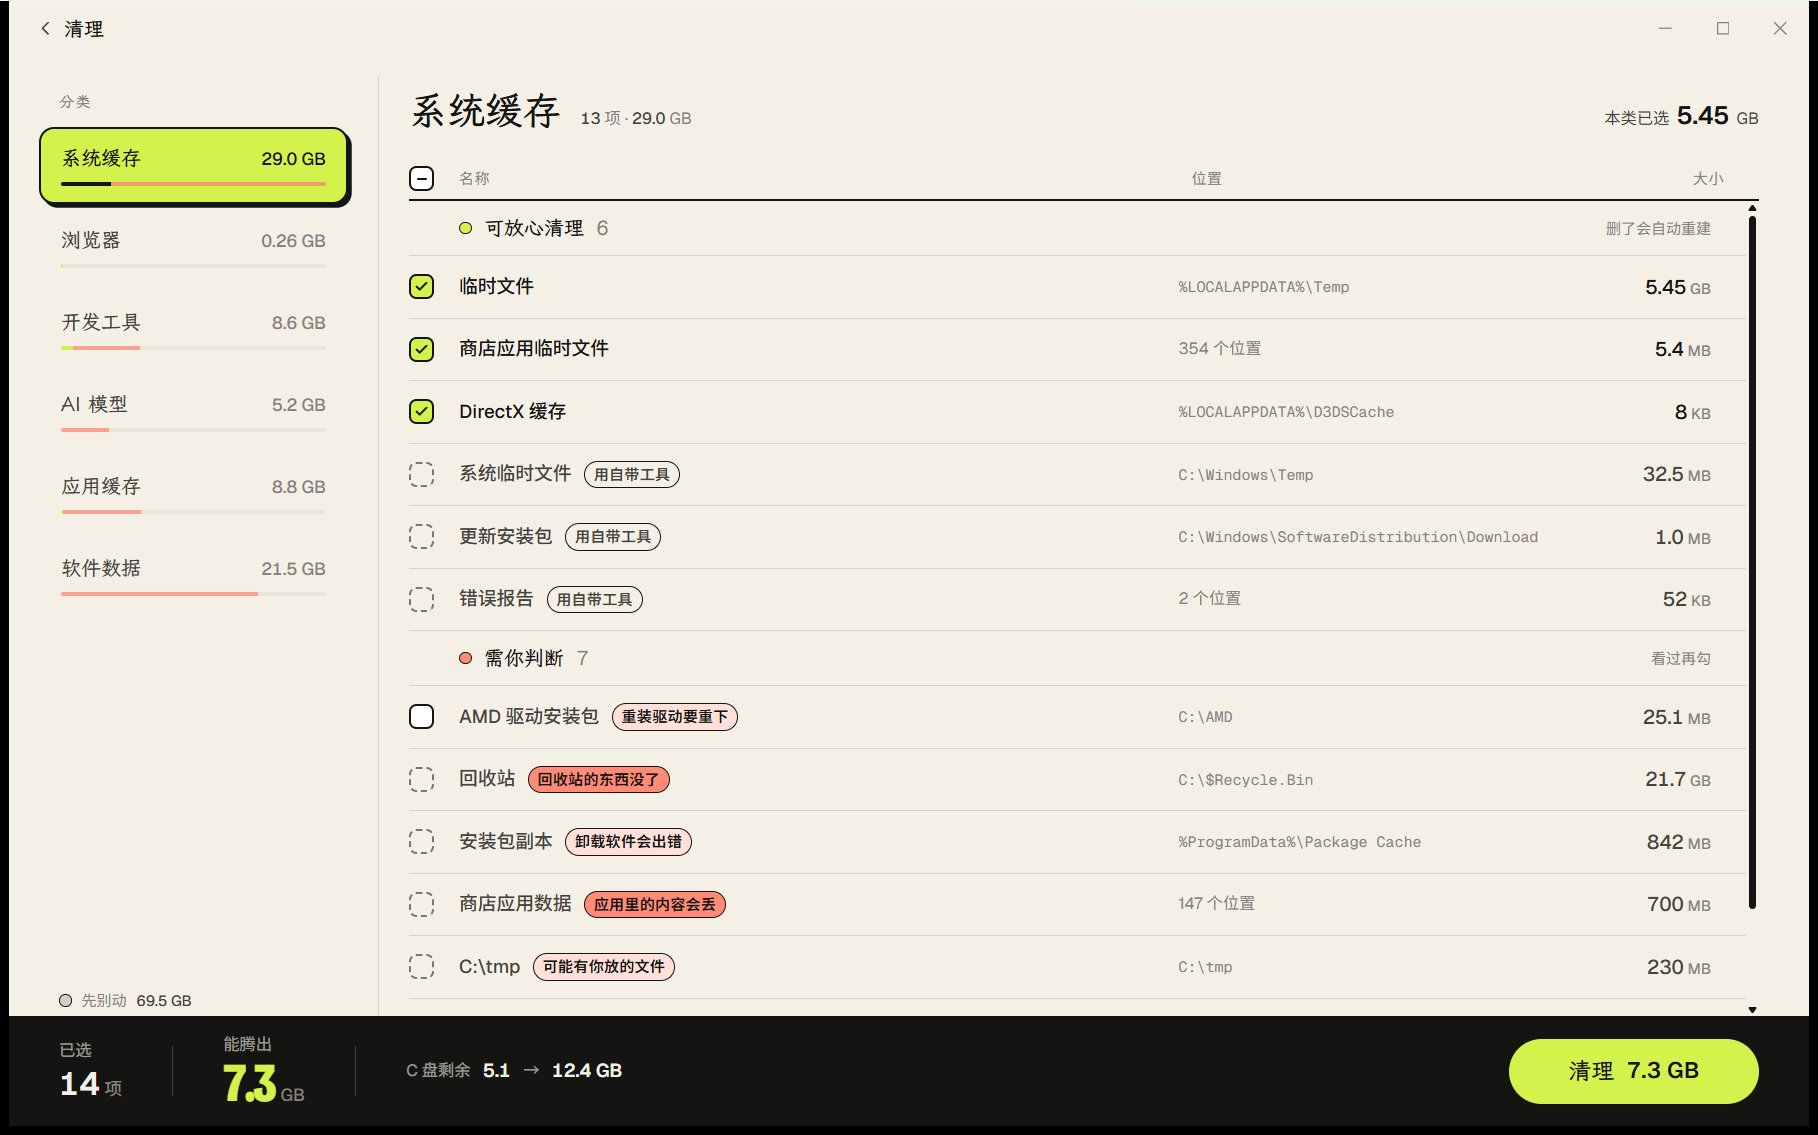 清理
分类
系统缓存 29.0 GB
浏览器 0.26 GB
开发工具 8.6 GB
AI 模型 5.2 GB
应用缓存 8.8 GB
软件数据 21.5 GB
先别动 69.5 GB
系统缓存 13 项 · 29.0 GB
本类已选 5.45 GB
名称 位置 大小
可放心清理 6 删了会自动重建
临时文件 %LOCALAPPDATA%\Temp 5.45 GB
商店应用临时文件 354 个位置 5.4 MB
DirectX 缓存 %LOCALAPPDATA%\D3DSCache 8 KB
系统临时文件 用自带工具 C:\Windows\Temp 32.5 MB
更新安装包 用自带工具 C:\Windows\SoftwareDistribution\Download 1.0 MB
错误报告 用自带工具 2 个位置 52 KB
需你判断 7 看过再勾
AMD 驱动安装包 重装驱动要重下 C:\AMD 25.1 MB
回收站 回收站的东西没了 C:\$Recycle.Bin 21.7 GB
安装包副本 卸载软件会出错 %ProgramData%\Package Cache 842 MB
商店应用数据 应用里的内容会丢 147 个位置 700 MB
C:\tmp 可能有你放的文件 C:\tmp 230 MB
已选
14 项
能腾出
7.3 GB
C 盘剩余 5.1 → 12.4 GB
清理 7.3 GB